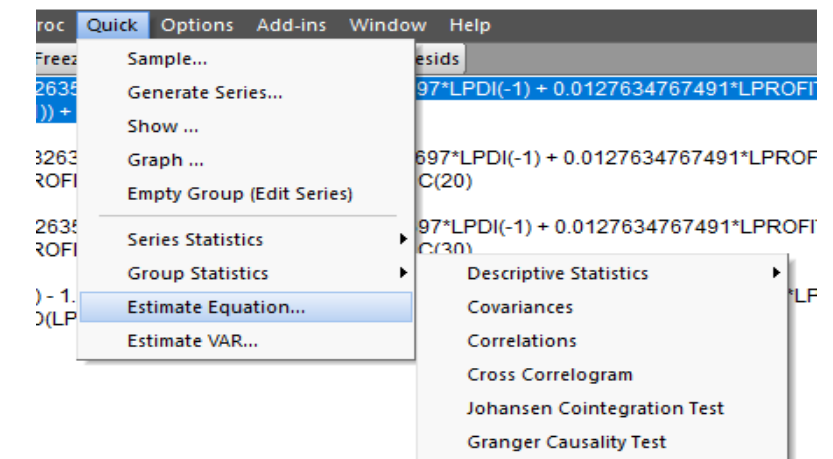 roc Quick Options Add-ins Window Help
Freez esids
Sample...
2635 97*LPDI(-1) + 0.0127634767491*LPROFIT
Generate Series...
)) +
Show ...
3263 697*LPDI(-1) + 0.0127634767491*LPROF
Graph ...
ROFI C(20)
Empty Group (Edit Series)
2635 97*LPDI(-1) + 0.0127634767491*LPROFI
Series Statistics
ROFI C(30)
Group Statistics
Descriptive Statistics
) - 1. *LF
Estimate Equation...
Covariances
D(LP
Estimate VAR...
Correlations
Cross Correlogram
Johansen Cointegration Test
Granger Causality Test